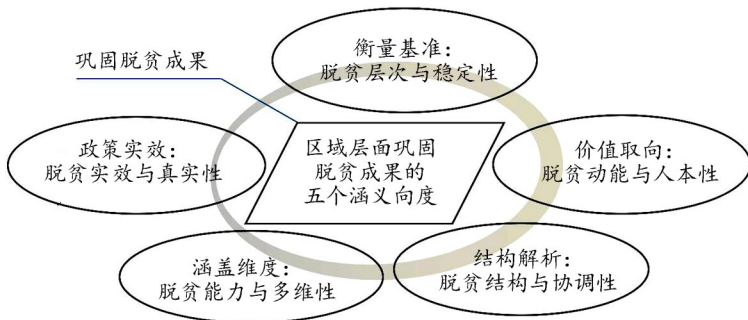 衡量基准:
脱贫层次与稳定性
巩固脱贫成果
政策实效:
脱贫实效与真实性
区域层面巩固
脱贫成果的
五个涵义向度
价值取向:
脱贫动能与人本性
涵盖维度:
脱贫能力与多维性
结构解析:
脱贫结构与协调性